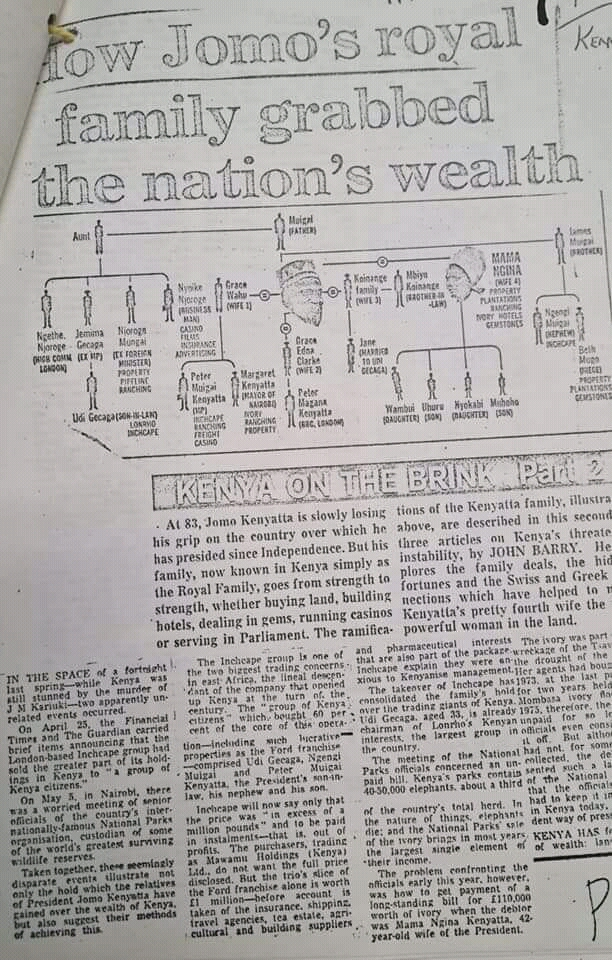 How Jomo's royal
family grabbed
the nation's wealth
KEN
Aunt
Muigai
(FATHER)
James
Muigai
(BROTHER)
Ngethe
Njoroge
(HIGH COMM
LONDON)
Jemima
Gecaga
(EX MP)
Njoroge
Mungai
(EX FOREIGN
MINISTER)
PROPERTY
PIPELINE
RANCHING
Njoroge
(BUSINESS
MAN)
CASINO
FILMS
INSURANCE
ADVERTISING
Grace
Wahu
(WIFE 1)
Koinange
family
(WIFE 3)
Mbiyu
Koinange
(BROTHER-IN
-LAW)
MAMA
NGINA
(WIFE 4)
PROPERTY
PLANTATIONS
RANCHING
IVORY HOTELS
GEMSTONES
Ngengi
Muigai
(NEPHEW)
INCHCAPE
Beth
Mugo
(NIECE)
PROPERTY
PLANTATIONS
GEMSTONES
Udi Gecaga (SON-IN-LAW)
LONRHO
INCHCAPE
Peter
Muigai
Kenyatta
(MP)
INCHCAPE
RANCHING
FREIGHT
CASINO
Margaret
Kenyatta
(MAYOR OF
NAIROBI)
IVORY
RANCHING
PROPERTY
Grace
Edna
Clarke
(WIFE 2)
Peter
Magana
Kenyatta
(BBC, LONDON)
Jane
(MARRIED
TO UDI
GECAGA)
Wambui
(DAUGHTER)
Uhuru
(SON)
Nyokabi
(DAUGHTER)
Muhoho
(SON)
KENYA ON THE BRINK Part 2
At 83, Jomo Kenyatta is slowly losing
his grip on the country over which he
has presided since Independence. But his
family, now known in Kenya simply as
the Royal Family, goes from strength to
strength, whether buying land, building
hotels, dealing in gems, running casinos
or serving in Parliament. The ramifica-
tions of the Kenyatta family, illustra
above, are described in this second
three articles on Kenya's threate
instability, by JOHN BARRY. He
plores the family deals, the hid
fortunes and the Swiss and Greek
nections which have helped to m
Kenyatta's pretty fourth wife the
powerful woman in the land.
IN THE SPACE of a fortnight
last spring—while Kenya was
still stunned by the murder of
J M Kariuki—two apparently un-
related events occurred.
On April 25, the Financial
Times and The Guardian carried
brief items announcing that the
London-based Inchcape group had
sold the greater part of its hold-
ings in Kenya to "a group of
Kenya citizens."
On May 5, in Nairobi, there
was a worried meeting of senior
officials of the country's inter-
nationally-famous National Parks
organisation, custodian of some
of the world's greatest surviving
wildlife reserves.
Taken together, these seemingly
disparate events illustrate not
only the hold which the relatives
of President Jomo Kenyatta have
gained over the wealth of Kenya,
but also suggest their methods
of achieving this.
The Inchcape group is one of
the two biggest trading concerns
in east Africa, the lineal descen-
dant of the company that opened
up Kenya at the turn of the
century. The "group of Kenya
citizens" which bought 60 per
cent of the core of this opera-
tion—including such lucrative
properties as the Ford franchise
—comprised Udi Gecaga, Ngengi
Muigai and Peter Muigai
Kenyatta, the President's son-in-
law, his nephew and his son.
Inchcape will now say only that
the price was "in excess of a
million pounds" and to be paid
in instalments—that is, out of
profits. The purchasers, trading
as Mawamu Holdings (Kenya)
Ltd., do not want the full price
disclosed. But the trio's slice of
the Ford franchise alone is worth
£1 million—before account is
taken of the insurance, shipping,
travel agencies, tea estate, agri-
cultural, and building suppliers
and pharmaceutical interests
that are also part of the package.
Inchcape explain they were an-
xious to Kenyanise management.
The takeover of Inchcape has
consolidated the family's hold
over the trading giants of Kenya.
Udi Gecaga, aged 33, is already
chairman of Lonrho's Kenyan
interests, the largest group in
the country.
The meeting of the National
Parks officials concerned an un-
paid bill. Kenya's parks contain
40-50,000 elephants, about a third
of the country's total herd. In
the nature of things, elephants
die; and the National Parks' sale
of the ivory brings in most years
the largest single element of
their income.
The problem confronting the
officials early this year, however,
was how to get payment of a
long-standing bill for £110,000
worth of ivory when the debtor
was Mama Ngina Kenyatta, 42-
year-old wife of the President.
The ivory was part
wreckage of the Tsav
the drought of the
Her agents had bou
1973, at the last pu
for two years befo
Mombasa ivory
1975, therefore, the
unpaid for so l
officials even cons
it off. But altho
had not, for som
collected, the de
sented such a la
of the National
that the officials
had to keep it
in Kenya today,
dent way of pres
KENYA HAS
of wealth: lan
P